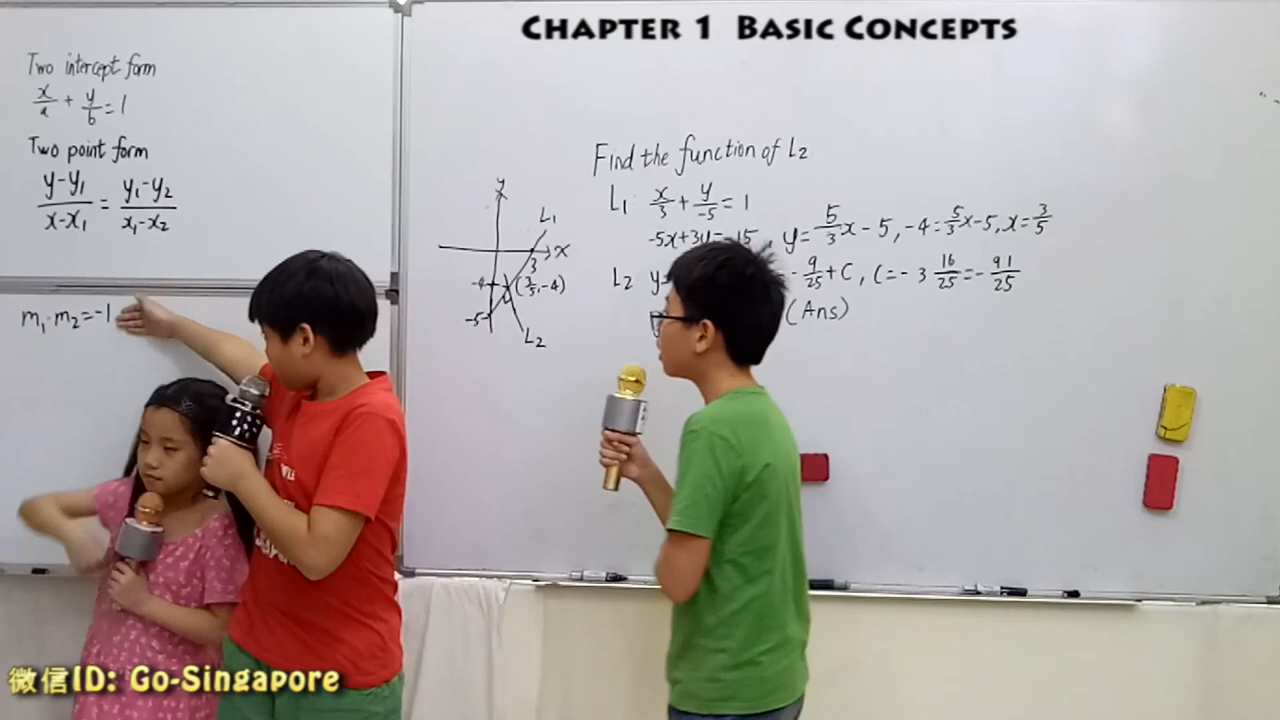 CHAPTER 1 BASIC CONCEPTS
Two intercept form
x/a + y/b = 1
Two point form
y-y₁/x-x₁ = y₁-y₂/x₁-x₂
m₁·m₂=-1
Find the function of L2
L1: x/3 + y/-5 = 1
-5x+3y=-15, y=5/3x-5, -4=5/3x-5, x=3/5
L2 y= -9/25+C, C=-3 16/25=-91/25
(Ans)
y
L1
x
3
-4
(3/5,-4)
-5
L2
微信ID: Go-Singapore